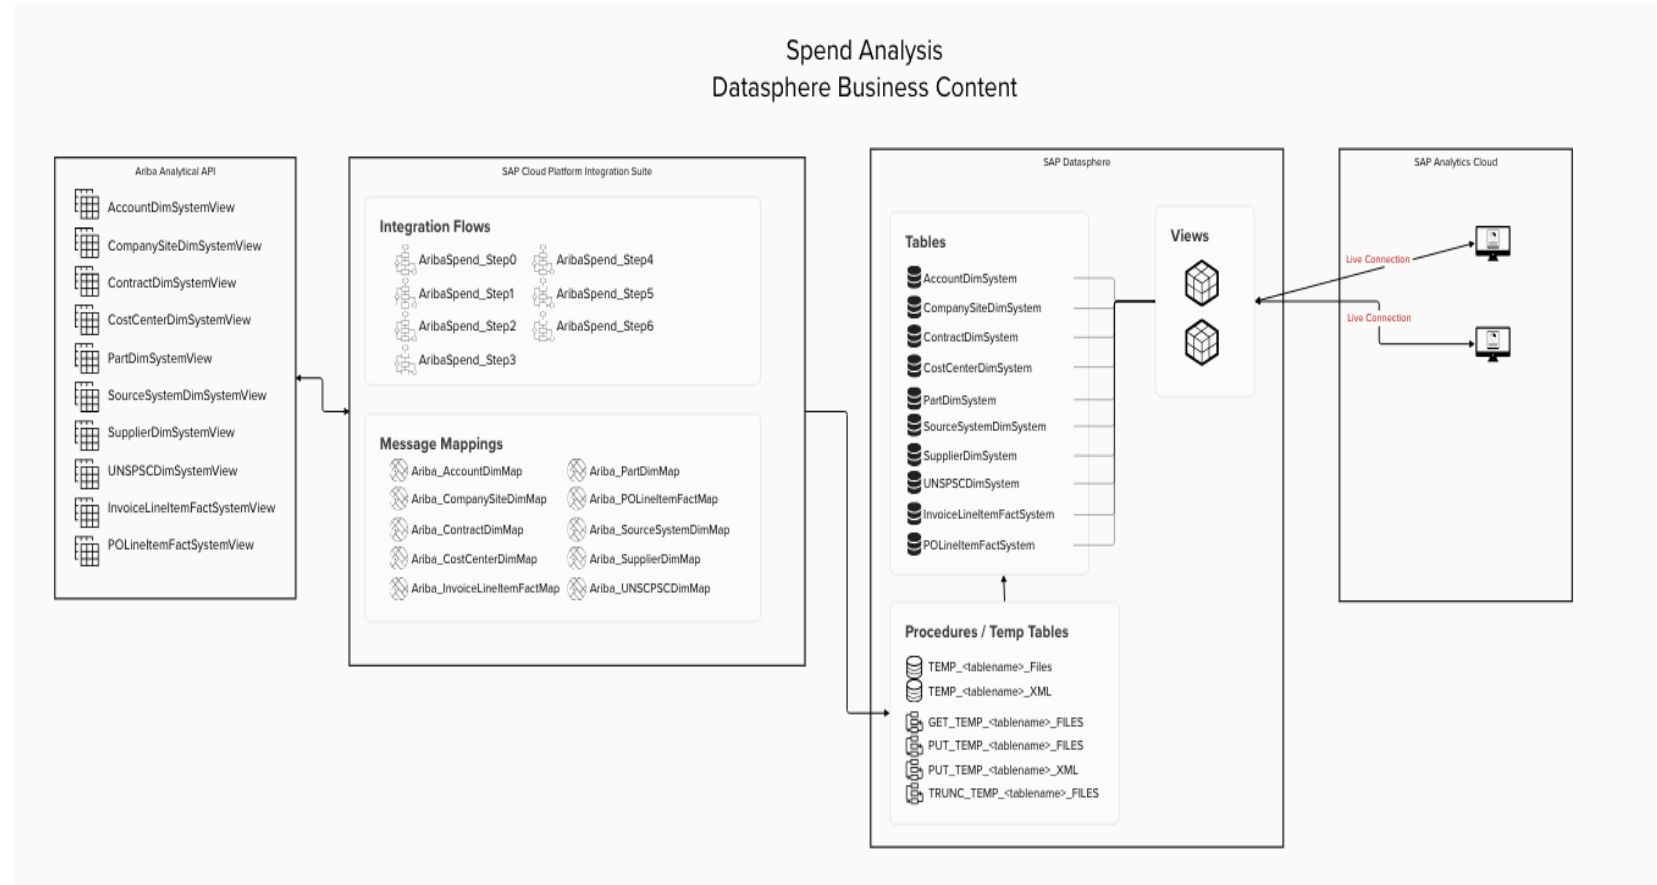 Spend Analysis
Datasphere Business Content
Ariba Analytical API
AccountDimSystemView
CompanySiteDimSystemView
ContractDimSystemView
CostCenterDimSystemView
PartDimSystemView
SourceSystemDimSystemView
SupplierDimSystemView
UNSPSCDimSystemView
InvoiceLineItemFactSystemView
POLineItemFactSystemView
SAP Cloud Platform Integration Suite
Integration Flows
AribaSpend_Step0
AribaSpend_Step1
AribaSpend_Step2
AribaSpend_Step3
AribaSpend_Step4
AribaSpend_Step5
AribaSpend_Step6
Message Mappings
Ariba_AccountDimMap
Ariba_CompanySiteDimMap
Ariba_ContractDimMap
Ariba_CostCenterDimMap
Ariba_InvoiceLineItemFactMap
Ariba_PartDimMap
Ariba_POLineItemFactMap
Ariba_SourceSystemDimMap
Ariba_SupplierDimMap
Ariba_UNSCPSCDimMap
SAP Datasphere
Tables
AccountDimSystem
CompanySiteDimSystem
ContractDimSystem
CostCenterDimSystem
PartDimSystem
SourceSystemDimSystem
SupplierDimSystem
UNSPSCDimSystem
InvoiceLineItemFactSystem
POLineItemFactSystem
Views
Procedures / Temp Tables
TEMP_<tablename>_Files
TEMP_<tablename>_XML
GET_TEMP_<tablename>_FILES
PUT_TEMP_<tablename>_FILES
PUT_TEMP_<tablename>_XML
TRUNC_TEMP_<tablename>_FILES
SAP Analytics Cloud
Live Connection
Live Connection